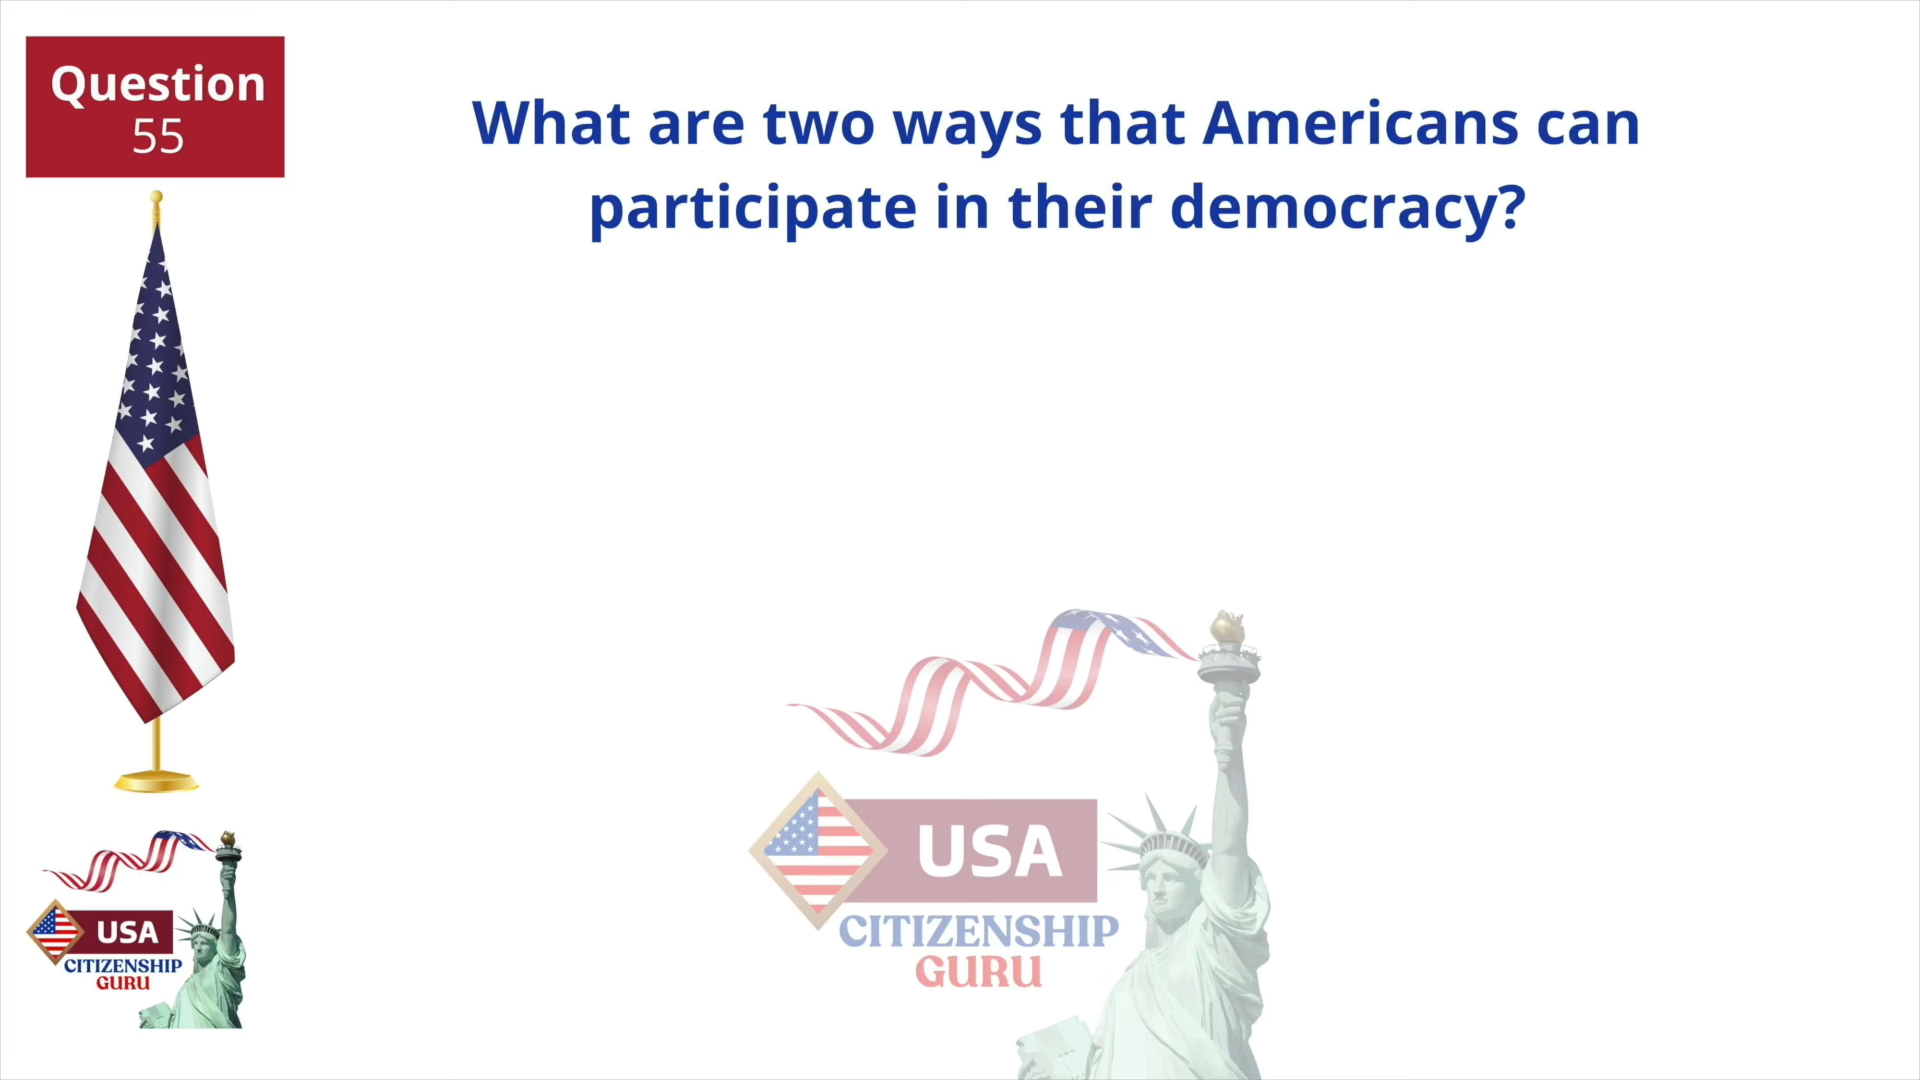 Question
55
What are two ways that Americans can
participate in their democracy?
USA
CITIZENSHIP
GURU
USA
CITIZENSHIP
GURU